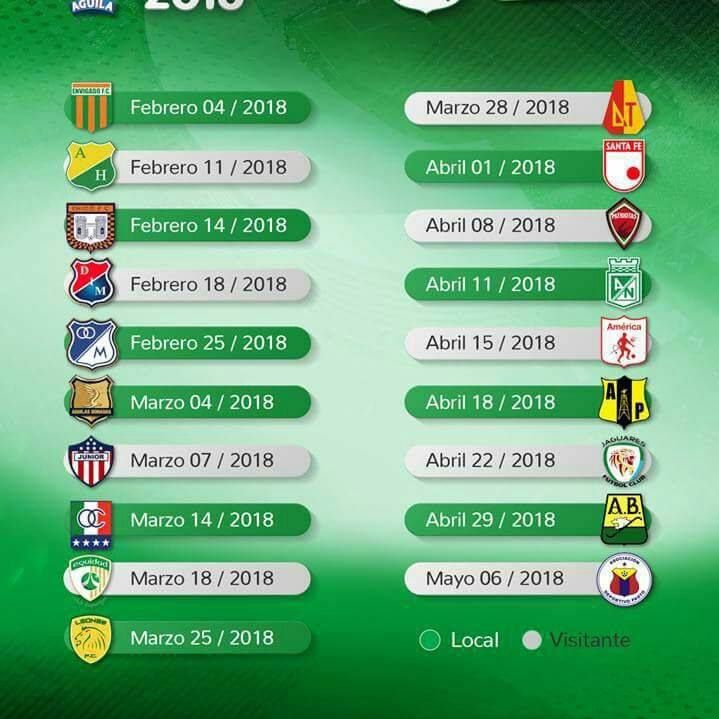 AGUILA
2018
ENVIGADO F.C.
Febrero 04 / 2018
A
H
Febrero 11 / 2018
Febrero 14 / 2018
D
I M
Febrero 18 / 2018
M
Febrero 25 / 2018
AGUILAS DORADAS
Marzo 04 / 2018
JUNIOR
Marzo 07 / 2018
OC
Marzo 14 / 2018
equidad
Marzo 18 / 2018
LEONES
F.C.
Marzo 25 / 2018
Marzo 28 / 2018
DT
SANTA FE
Abril 01 / 2018
PATRIOTAS
Abril 08 / 2018
Abril 11 / 2018
AN
América
Abril 15 / 2018
Abril 18 / 2018
A P
JAGUARES
Abril 22 / 2018
FUTBOL CLUB
Abril 29 / 2018
A.B.
ASOCIACION
Mayo 06 / 2018
DEPORTIVO PASTO
Local
Visitante